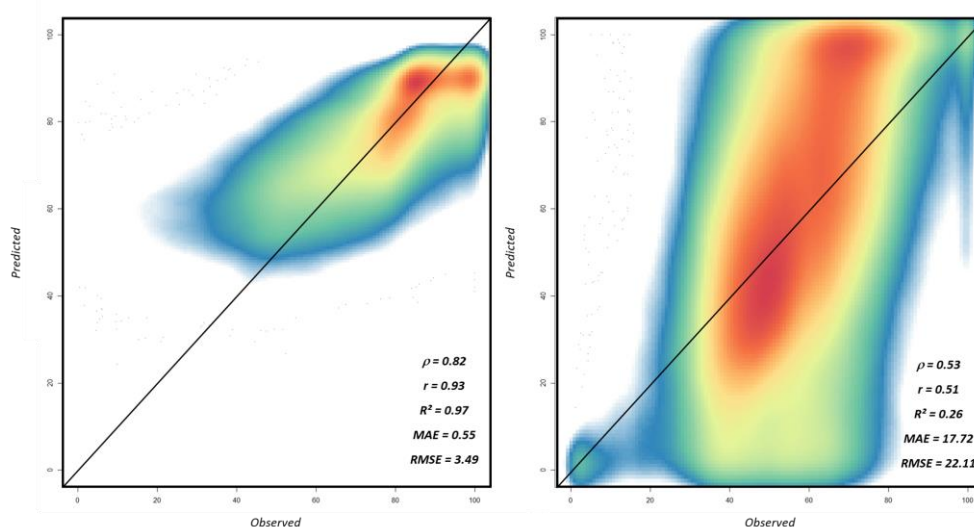 100
80
60
40
20
0
Predicted
ρ = 0.82
r = 0.93
R² = 0.97
MAE = 0.55
RMSE = 3.49
0 20 40 60 80 100
Observed
100
80
60
40
20
0
Predicted
ρ = 0.53
r = 0.51
R² = 0.26
MAE = 17.72
RMSE = 22.11
0 20 40 60 80 100
Observed